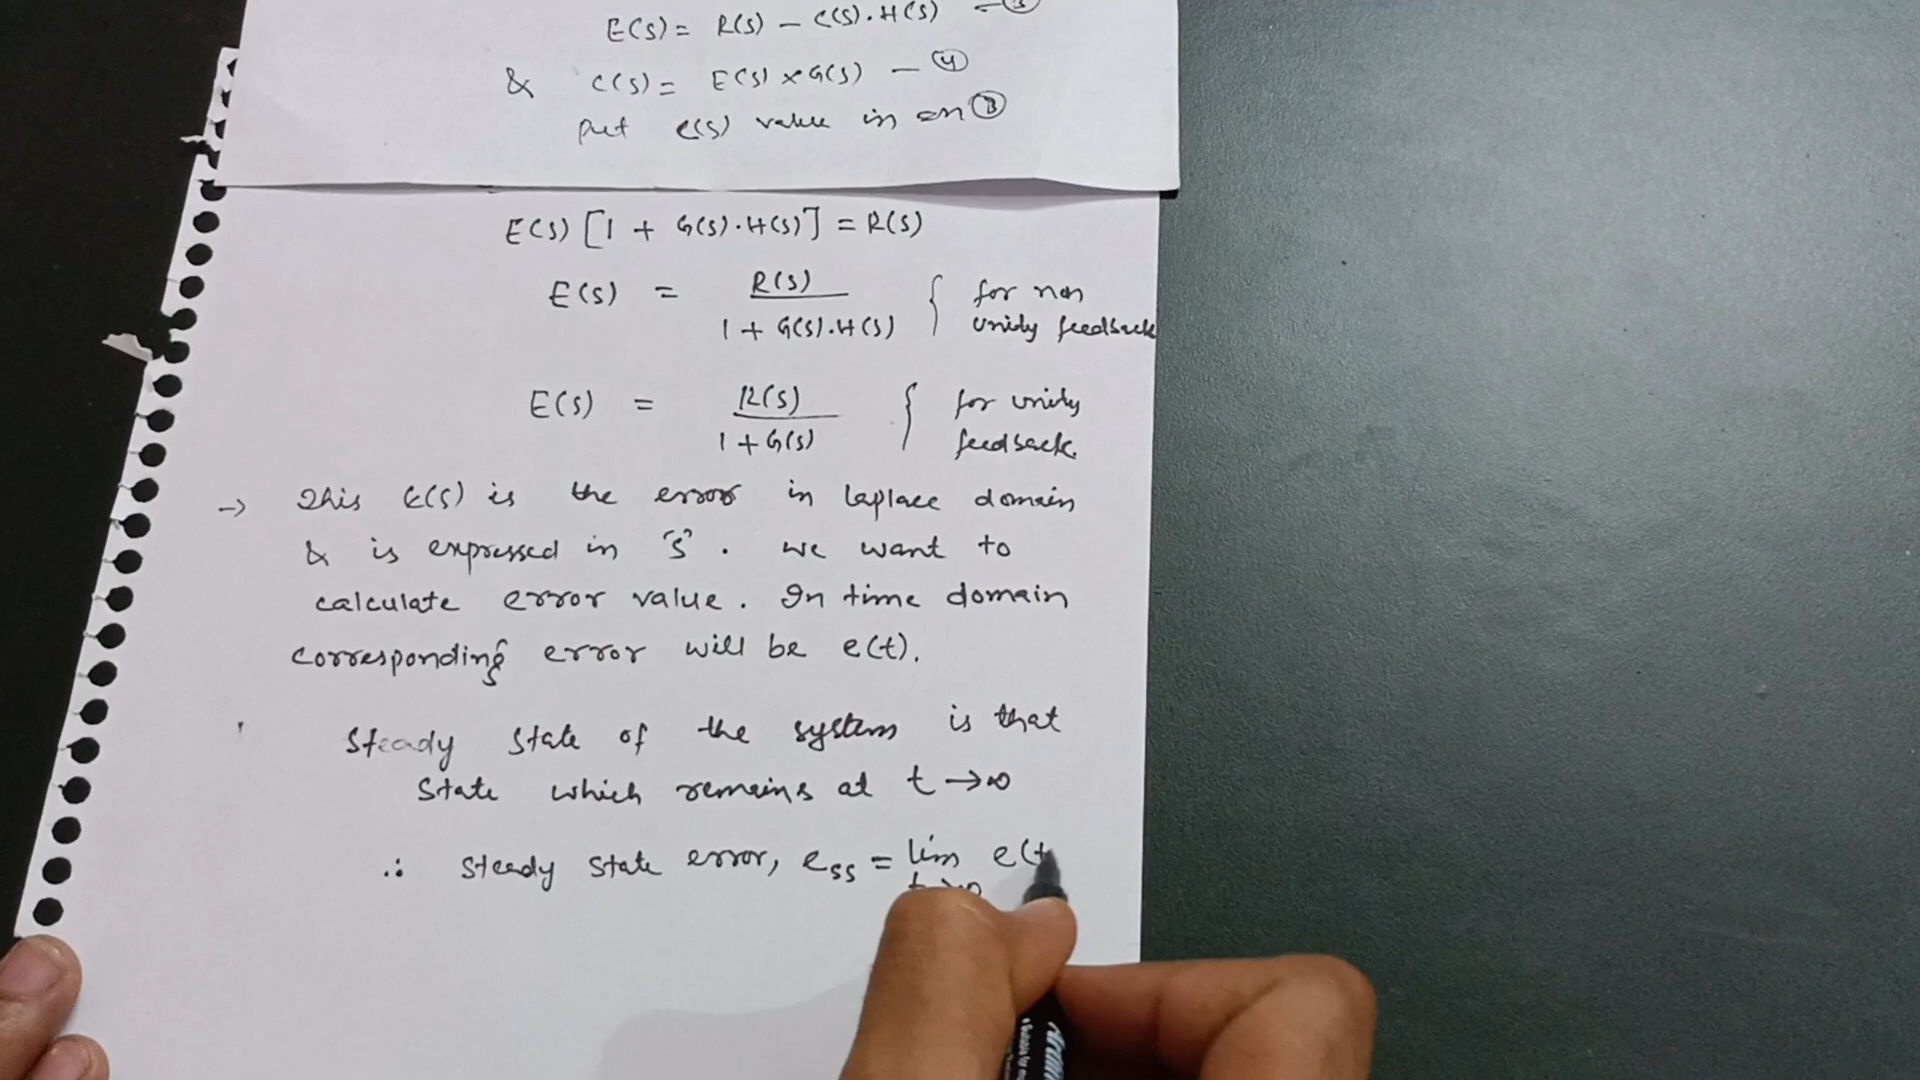 E(s) = R(s) - C(s).H(s) - ③
& C(s) = E(s) × G(s) - ④
put c(s) value in en ③
E(s) [1 + G(s).H(s)] = R(s)
E(s) = R(s) / 1 + G(s).H(s) { for non
unity feedback
E(s) = R(s) / 1 + G(s) { for unity
feedback
→ This E(s) is the error in laplace domain
& is expressed in 's'. we want to
calculate error value. In time domain
corresponding error will be e(t).
Steady state of the system is that
state which remains at t → ∞
∴ Steady state error, ess = lim e(t
t→∞